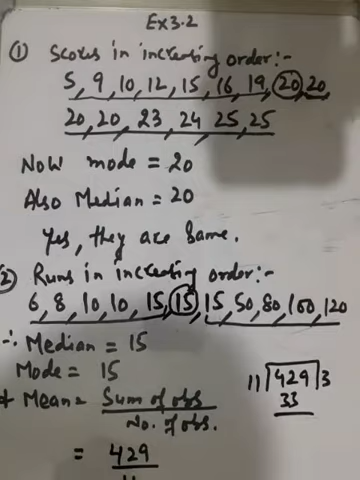 Ex 3.2
① Scores in increasing order:-
5, 9, 10, 12, 15, 16, 19, 20, 20,
20, 20, 23, 24, 25, 25
Now mode = 20
Also Median = 20
Yes, they are same.
② Runs in increasing order:-
6, 8, 10, 10, 15, 15, 15, 50, 80, 100, 120
∴ Median = 15
Mode = 15
Mean = Sum of obs / No. of obs.
11)429(3
33
= 429